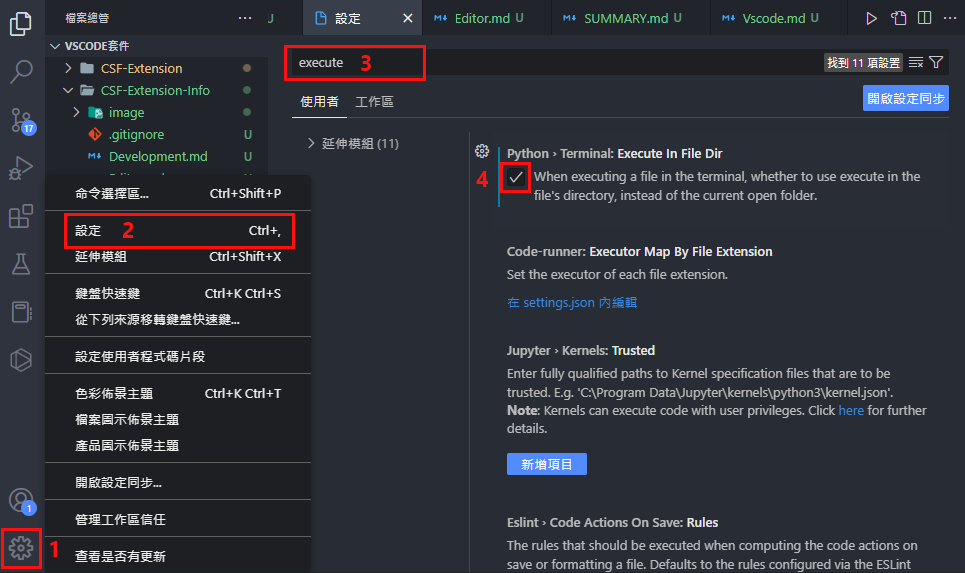 檔案總管
VSCODE套件
CSF-Extension
CSF-Extension-Info
image
.gitignore U
Development.md U
17
1
命令選擇區... Ctrl+Shift+P
設定 2 Ctrl+,
延伸模組 Ctrl+Shift+X
鍵盤快速鍵 Ctrl+K Ctrl+S
從下列來源移轉鍵盤快速鍵...
設定使用者程式碼片段
色彩佈景主題 Ctrl+K Ctrl+T
檔案圖示佈景主題
產品圖示佈景主題
開啟設定同步...
管理工作區信任
查看是否有更新
1
J 設定 Editor.md U SUMMARY.md U Vscode.md U
execute 3 找到 11 項設置
使用者 工作區 開啟設定同步
延伸模組 (11)
Python › Terminal: Execute In File Dir
4 When executing a file in the terminal, whether to use execute in the
file's directory, instead of the current open folder.
Code-runner: Executor Map By File Extension
Set the executor of each file extension.
在 settings.json 內編輯
Jupyter › Kernels: Trusted
Enter fully qualified paths to Kernel specification files that are to be
trusted. E.g. 'C:\Program Data\Jupyter\kernels\python3\kernel.json'.
Note: Kernels can execute code with user privileges. Click here for further
details.
新增項目
Eslint › Code Actions On Save: Rules
The rules that should be executed when computing the code actions on
save or formatting a file. Defaults to the rules configured via the ESLint